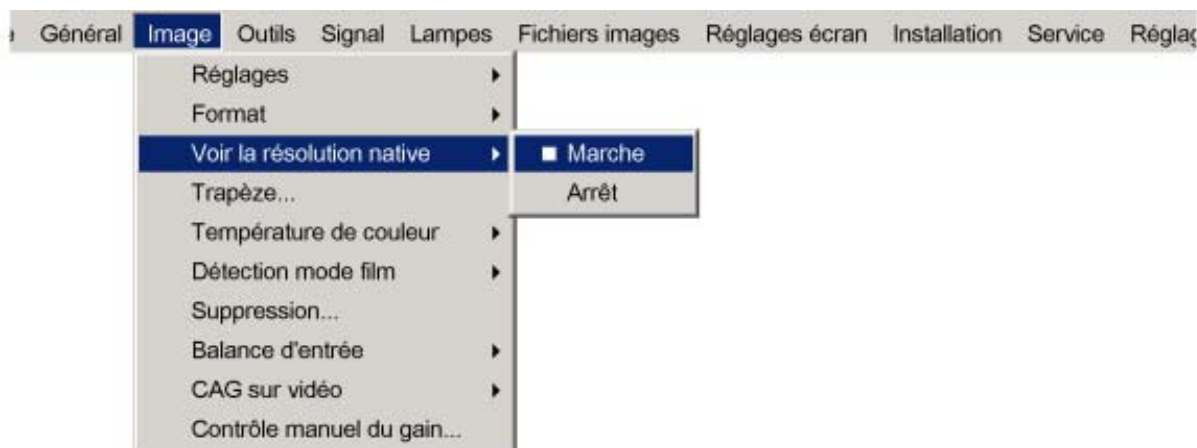 Général Image Outils Signal Lampes Fichiers images Réglages écran Installation Service
Réglages
Format
Voir la résolution native
Marche
Trapèze...
Arrêt
Température de couleur
Détection mode film
Suppression...
Balance d'entrée
CAG sur vidéo
Contrôle manuel du gain...